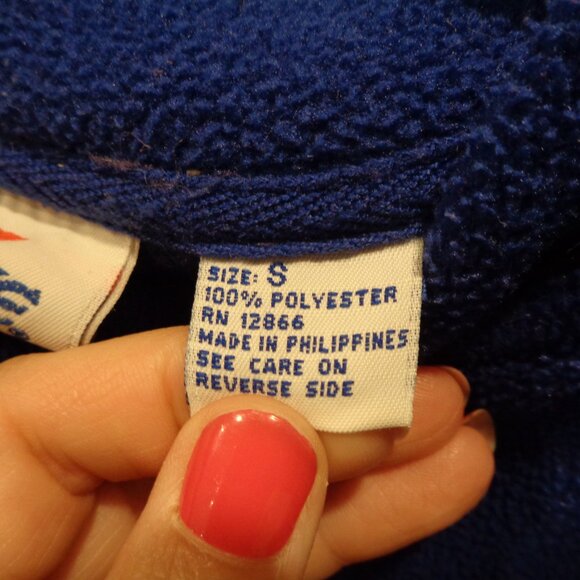 SIZE: S
100% POLYESTER
RN 12866
MADE IN PHILIPPINES
SEE CARE ON
REVERSE SIDE